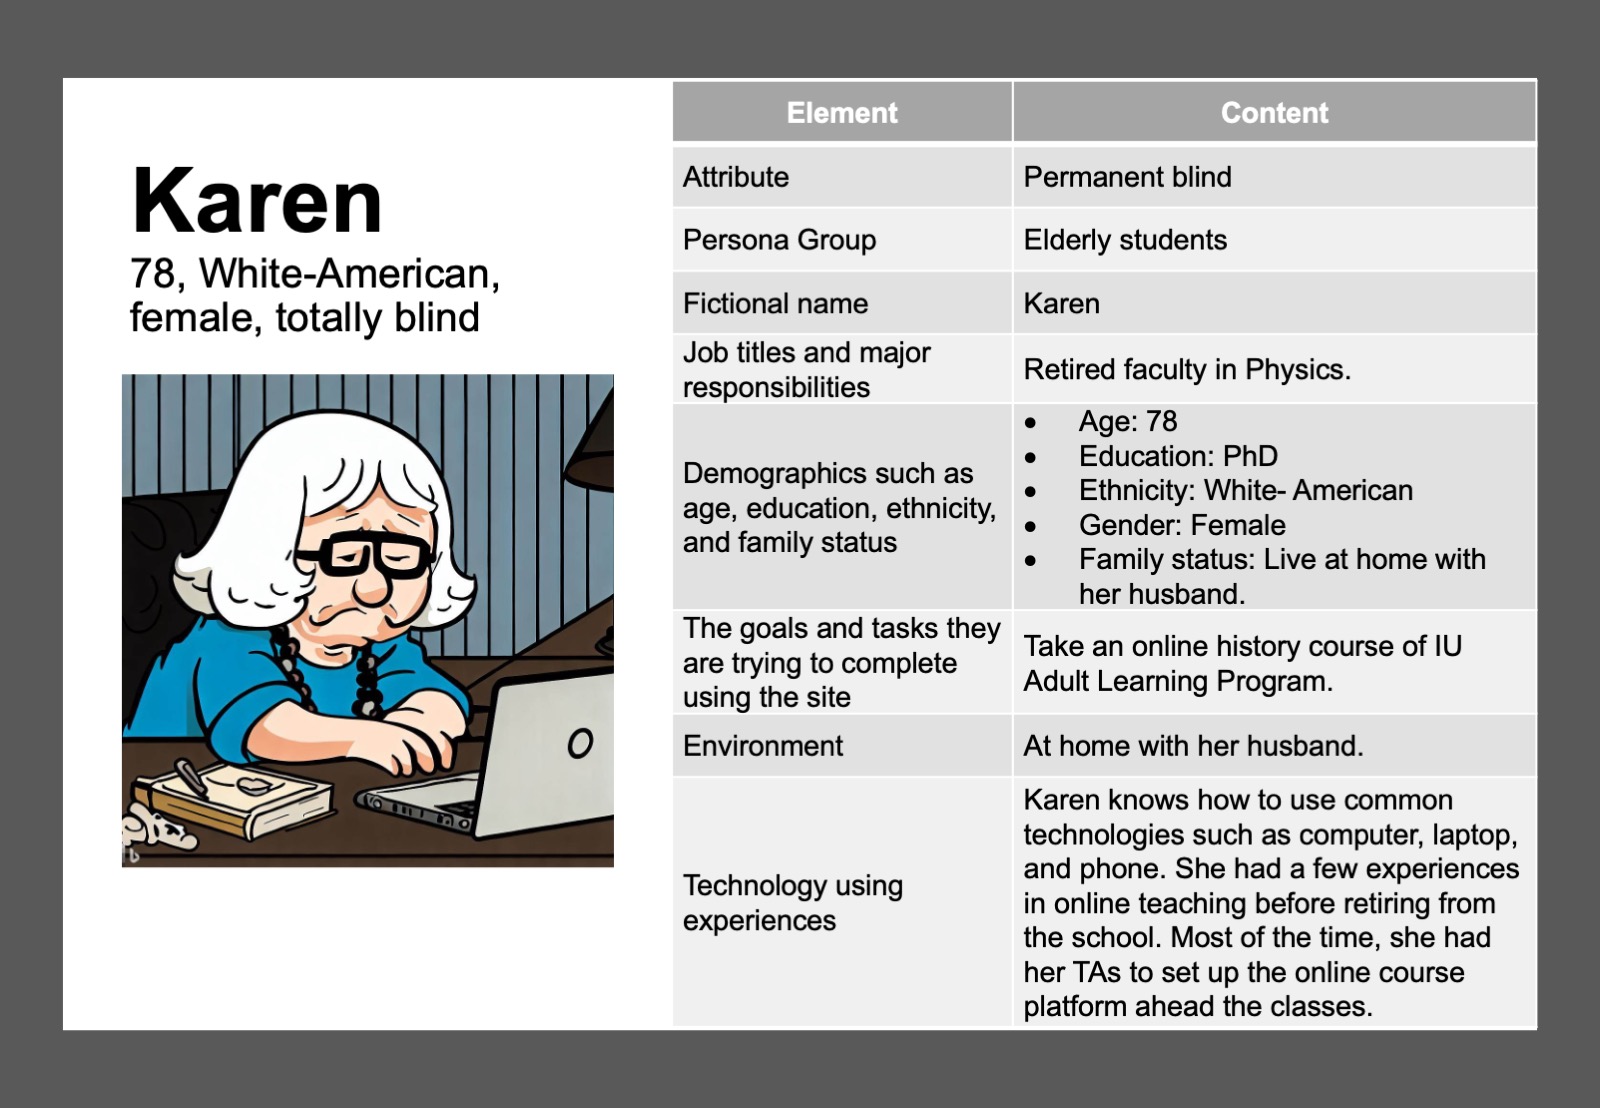 Karen
78, White-American,
female, totally blind
Element
Content
Attribute
Permanent blind
Persona Group
Elderly students
Fictional name
Karen
Job titles and major
responsibilities
Retired faculty in Physics.
Demographics such as
age, education, ethnicity,
and family status
• Age: 78
• Education: PhD
• Ethnicity: White- American
• Gender: Female
• Family status: Live at home with
her husband.
The goals and tasks they
are trying to complete
using the site
Take an online history course of IU
Adult Learning Program.
Environment
At home with her husband.
Technology using
experiences
Karen knows how to use common
technologies such as computer, laptop,
and phone. She had a few experiences
in online teaching before retiring from
the school. Most of the time, she had
her TAs to set up the online course
platform ahead the classes.